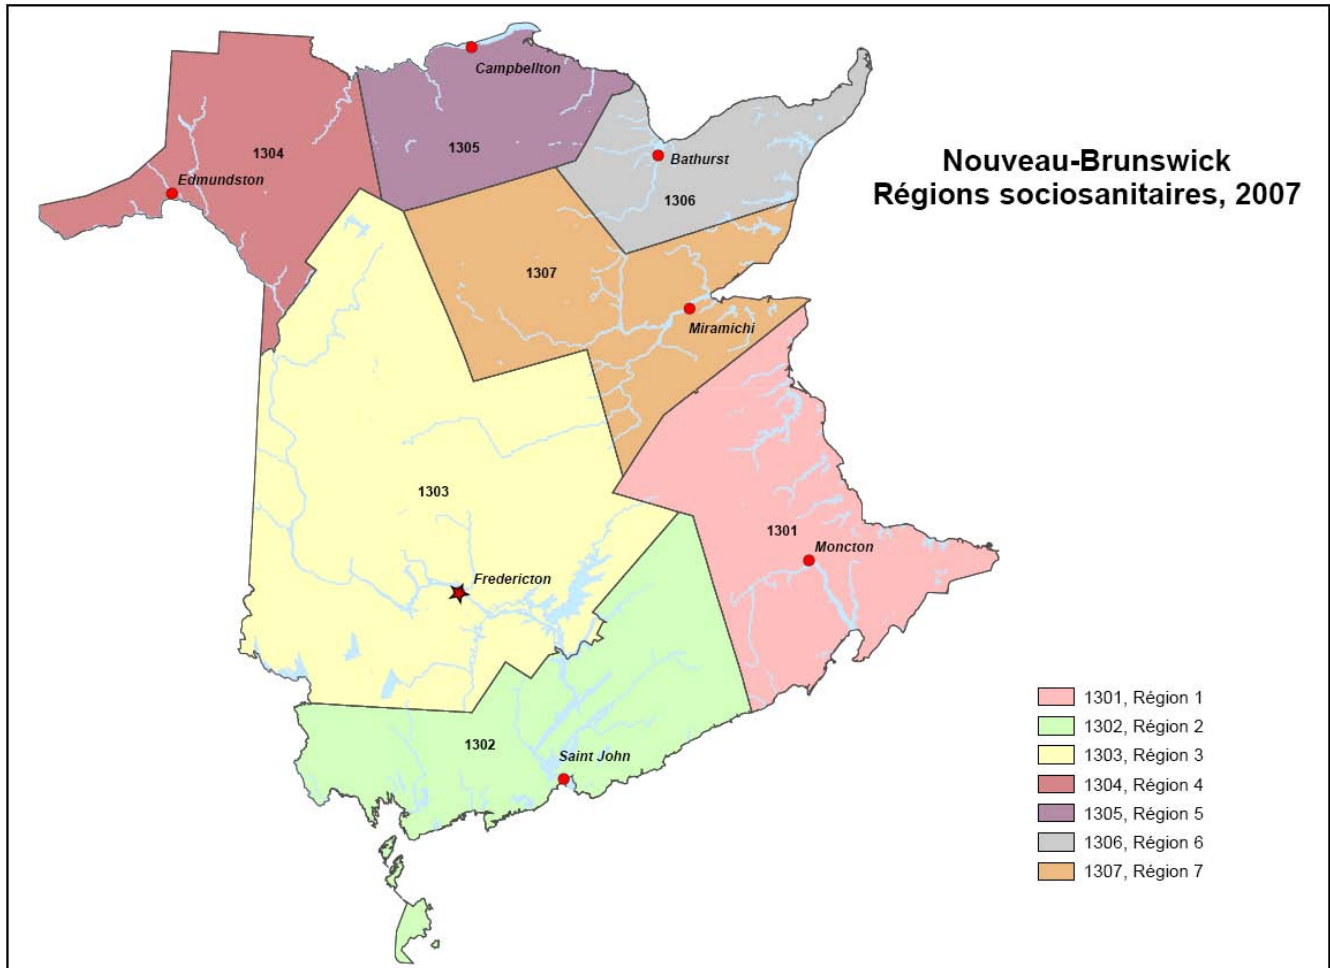 Campbellton
1304
1305
Bathurst
Edmundston
1306
Nouveau-Brunswick
Régions sociosanitaires, 2007
1307
Miramichi
1303
1301
Moncton
Fredericton
1302
Saint John
1301, Région 1
1302, Région 2
1303, Région 3
1304, Région 4
1305, Région 5
1306, Région 6
1307, Région 7